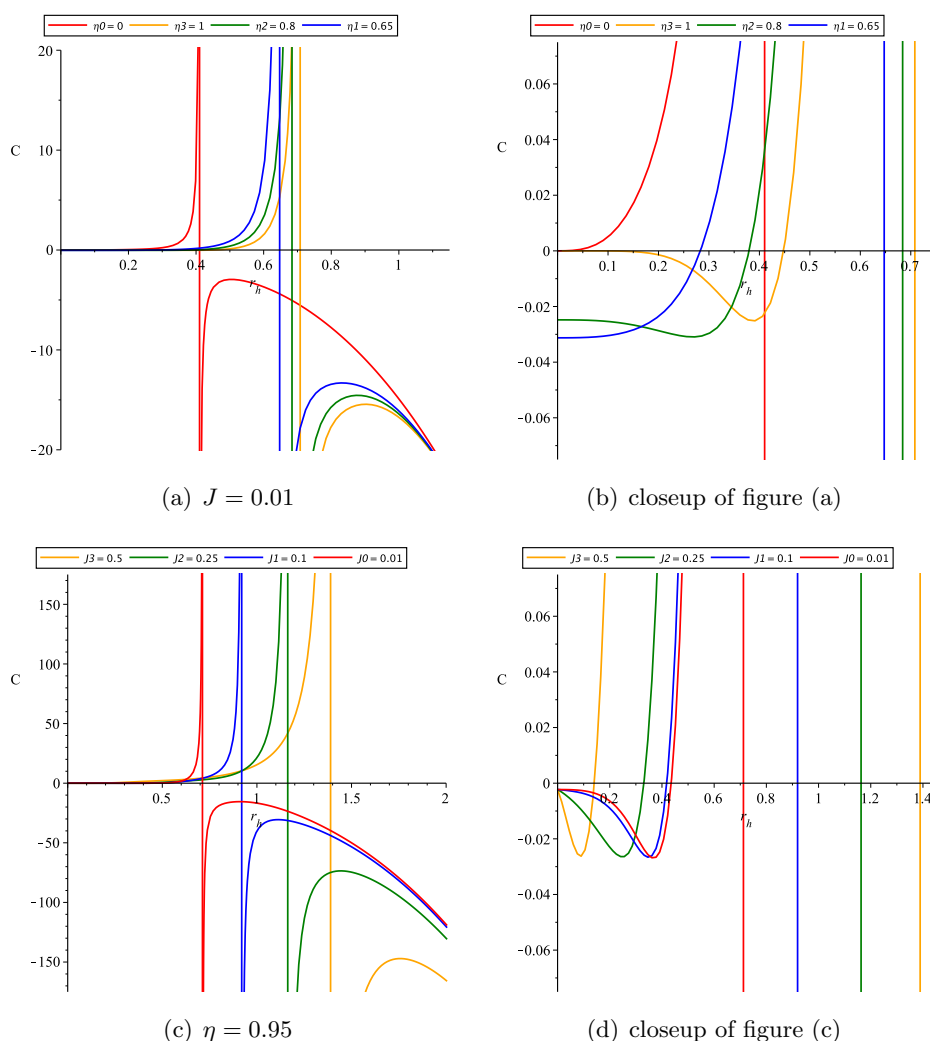 η0 = 0 η3 = 1 η2 = 0.8 η1 = 0.65
20
10
C
0
0.2 0.4 0.6 0.8 1
r_h
-10
-20
(a) J = 0.01
η0 = 0 η3 = 1 η2 = 0.8 η1 = 0.65
0.06
0.04
C
0.02
0
0.1 0.2 0.3 0.4 0.5 0.6 0.7
r_h
-0.02
-0.04
-0.06
(b) closeup of figure (a)
J3 = 0.5 J2 = 0.25 J1 = 0.1 J0 = 0.01
150
100
C
50
0
0.5 1 1.5 2
r_h
-50
-100
-150
(c) η = 0.95
J3 = 0.5 J2 = 0.25 J1 = 0.1 J0 = 0.01
0.06
0.04
C
0.02
0
0.2 0.4 0.6 0.8 1 1.2 1.4
r_h
-0.02
-0.04
-0.06
(d) closeup of figure (c)